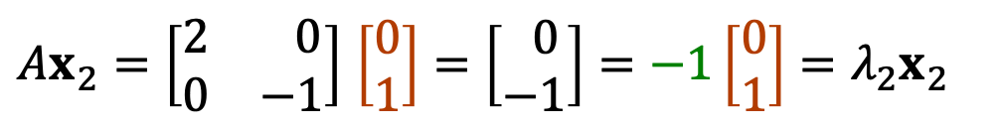 A𝐱₂ = [2 0; 0 −1] [0; 1] = [0; −1] = −1 [0; 1] = λ₂𝐱₂